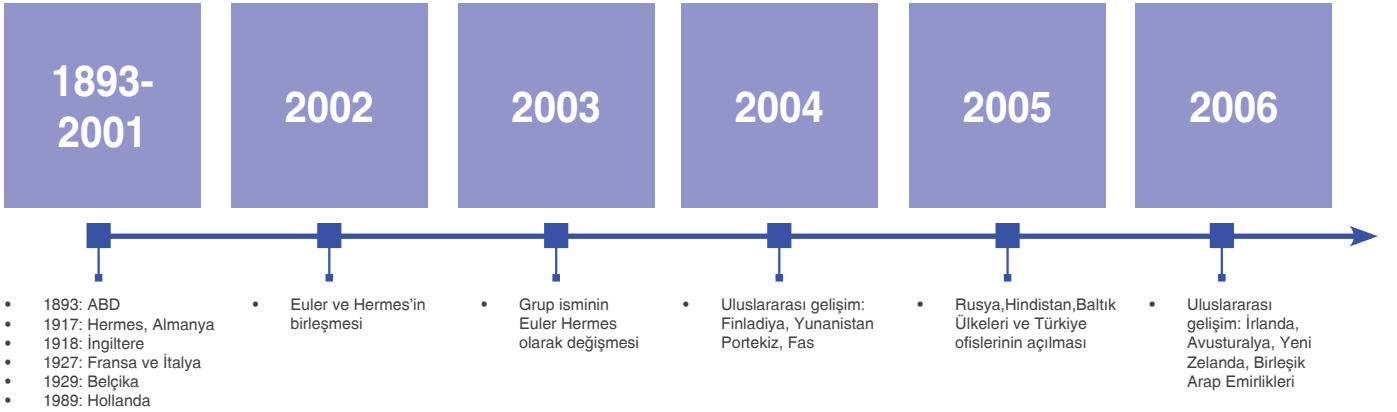 1893-
2001
2002
2003
2004
2005
2006
• 1893: ABD
• 1917: Hermes, Almanya
• 1918: İngiltere
• 1927: Fransa ve İtalya
• 1929: Belçika
• 1989: Hollanda
• Euler ve Hermes’in
birleşmesi
• Grup isminin
Euler Hermes
olarak değişmesi
• Uluslararası gelişim:
Finladiya, Yunanistan
Portekiz, Fas
• Rusya,Hindistan,Baltık
Ülkeleri ve Türkiye
ofislerinin açılması
• Uluslararası
gelişim: İrlanda,
Avusturalya, Yeni
Zelanda, Birleşik
Arap Emirlikleri